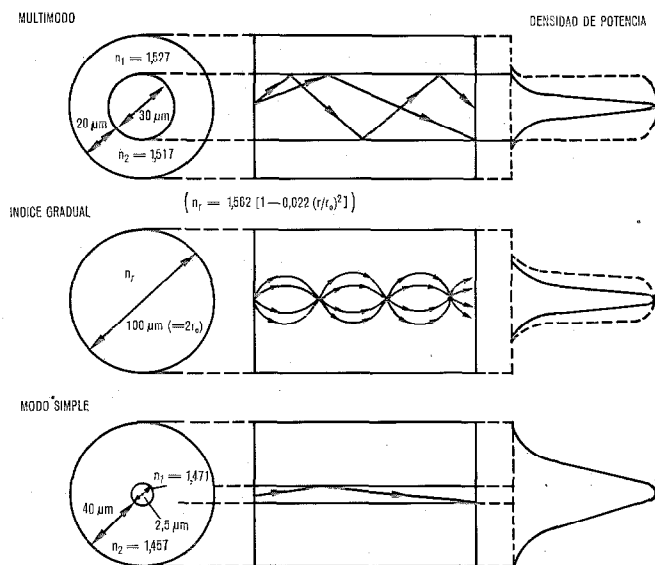 MULTIMODO
DENSIDAD DE POTENCIA
n₁ = 1,527
20 µm
30 µm
n₂ = 1,517
INDICE GRADUAL
( nᵣ = 1,562 [1—0,022 (r/r₀)²] )
nᵣ
100 µm (=2r₀)
MODO SIMPLE
n₁ = 1,471
40 µm
2,5 µm
n₂ = 1,457